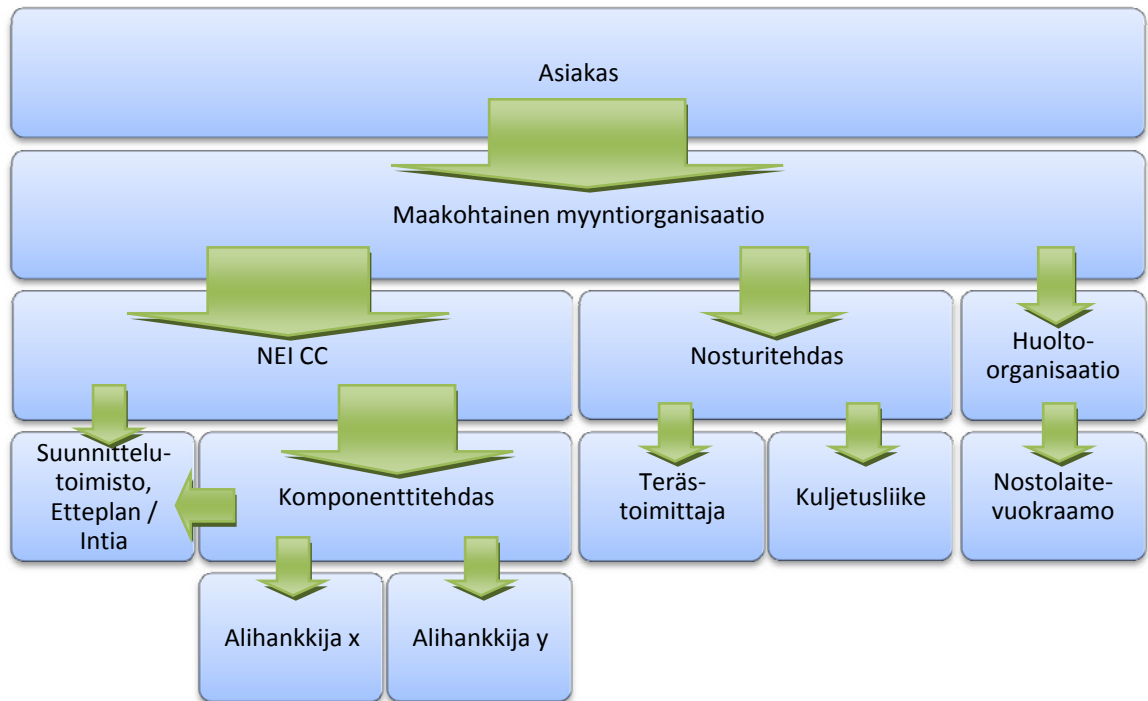 Asiakas
Maakohtainen myyntiorganisaatio
NEI CC
Nosturitehdas
Huolto-
organisaatio
Suunnittelu-
toimisto,
Etteplan /
Intia
Komponenttitehdas
Teräs-
toimittaja
Kuljetusliike
Nostolaite-
vuokraamo
Alihankkija x
Alihankkija y